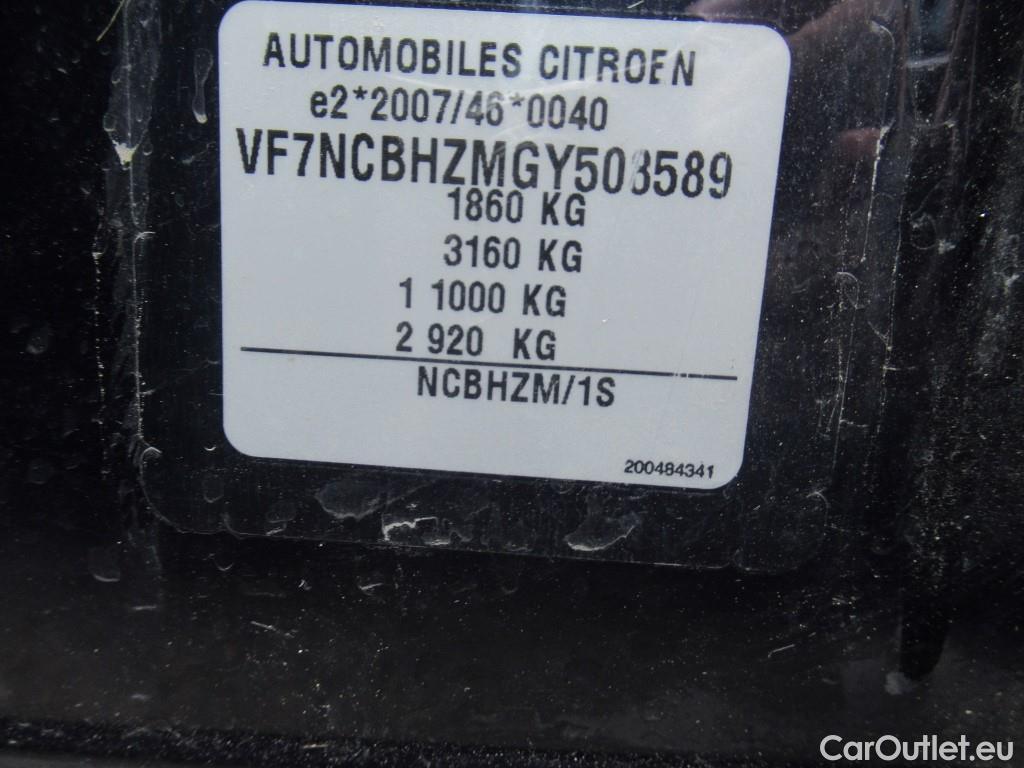 AUTOMOBILES CITROEN
e2*2007/46*0040
VF7NCBHZMGY508589
1860 KG
3160 KG
1 1000 KG
2 920 KG
NCBHZM/1S
200484341
CarOutlet.eu